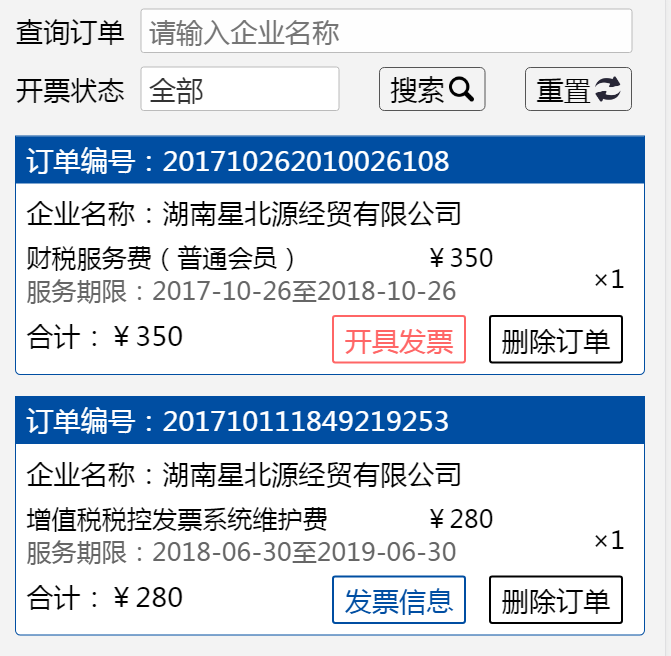 查询订单 请输入企业名称
开票状态 全部 搜索 重置
订单编号：201710262010026108
企业名称：湖南星北源经贸有限公司
财税服务费（普通会员） ￥350
×1
服务期限：2017-10-26至2018-10-26
合计：￥350 开具发票 删除订单
订单编号：201710111849219253
企业名称：湖南星北源经贸有限公司
增值税税控发票系统维护费 ￥280
×1
服务期限：2018-06-30至2019-06-30
合计：￥280 发票信息 删除订单